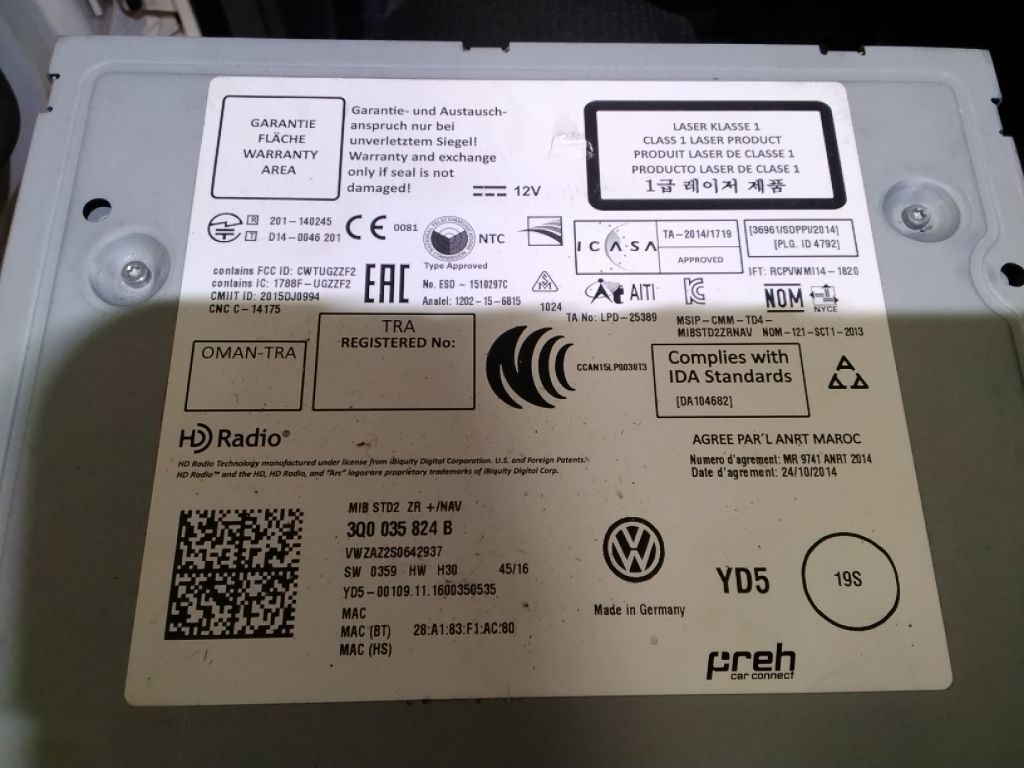 GARANTIE
FLÄCHE
WARRANTY
AREA
Garantie- und Austausch-
anspruch nur bei
unverletztem Siegel!
Warranty and exchange
only if seal is not
damaged!
12V
LASER KLASSE 1
CLASS 1 LASER PRODUCT
PRODUIT LASER DE CLASSE 1
PRODUCTO LASER DE CLASE 1
1급 레이저 제품
R 201-140245
T D14-0046 201
CE 0081
NTC
Type Approved
ICASA
TA-2014/1719
APPROVED
[36961/SDPPI/2014]
[PLG. ID 4792]
contains FCC ID: CWTUGZZF2
contains IC: 1788F-UGZZF2
CMIIT ID: 2015DJ0994
CNC C-14175
EAC
No. ESD - 1510297C
Anatel: 1202-15-6815
1024
AITI
TA No: LPD-25389
IFT: RCPVWMI14-1820
NOM
NYCE
MSIP-CMM-TD4-
MIBSTD2ZRNAV NOM-121-SCT1-2013
OMAN-TRA
TRA
REGISTERED No:
CCAN15LP0030T3
Complies with
IDA Standards
[DA104682]
HD Radio®
HD Radio Technology manufactured under license from iBiquity Digital Corporation. U.S. and Foreign Patents.
HD Radio™ and the HD, HD Radio, and "Arc" logos are proprietary trademarks of iBiquity Digital Corp.
AGREE PAR´L ANRT MAROC
Numero d'agrement: MR 9741 ANRT 2014
Date d'agrement: 24/10/2014
MIB STD2 ZR +/NAV
3Q0 035 824 B
VWZAZ2S0642937
SW 0359 HW H30 45/16
YD5-00109.11.1600350535
MAC
MAC (BT) 28:A1:83:F1:AC:80
MAC (HS)
Made in Germany
YD5
19S
preh
car connect